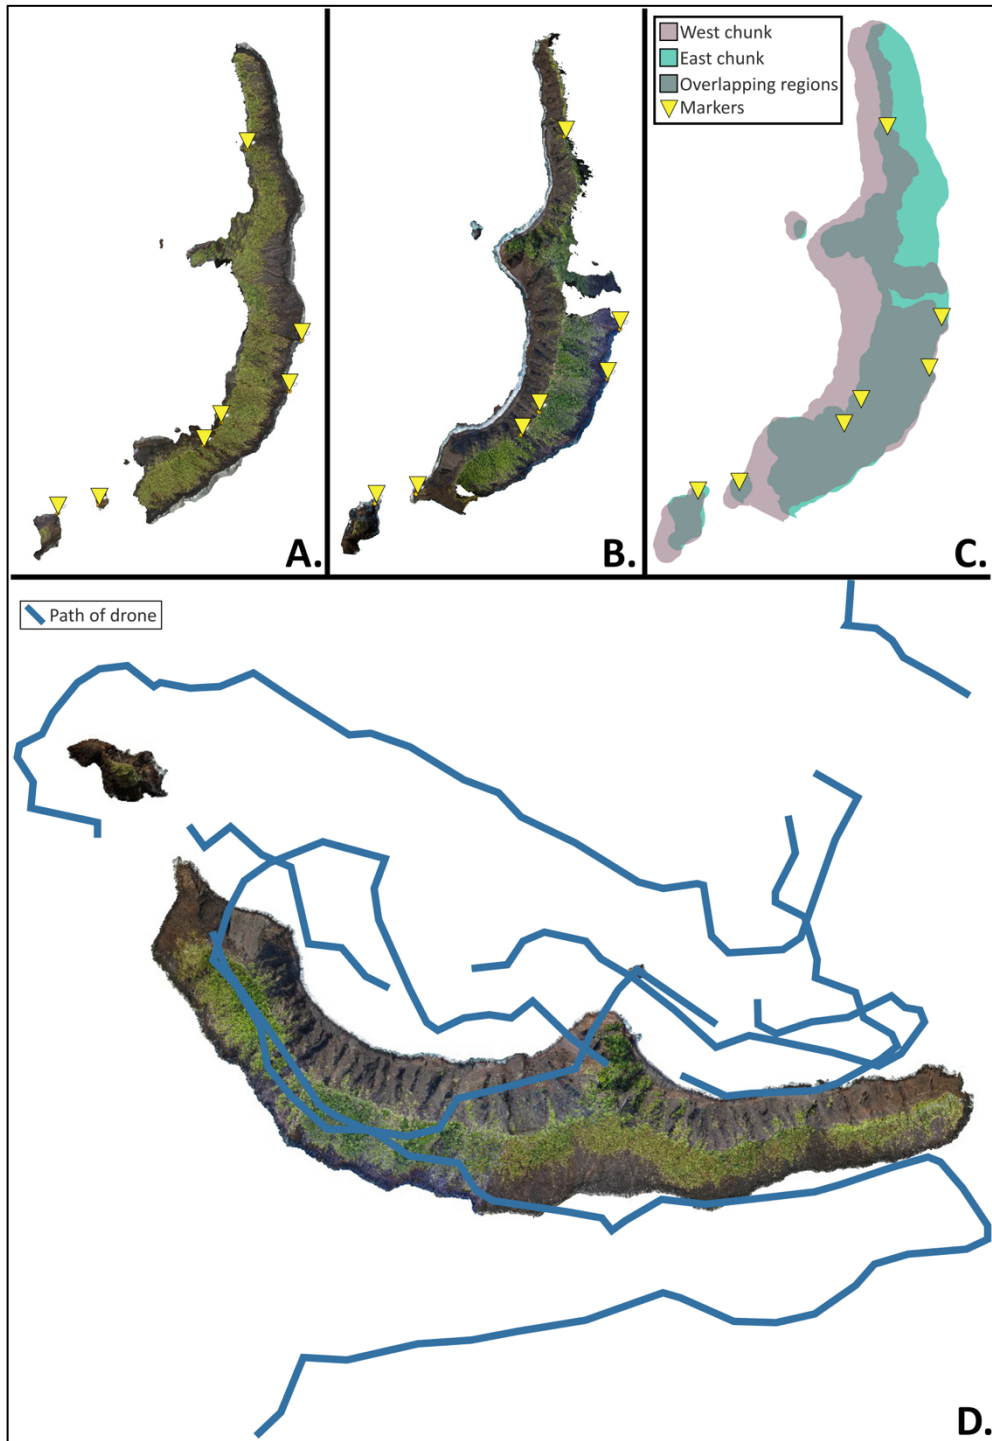 West chunk
East chunk
Overlapping regions
Markers
A.
B.
C.
Path of drone
D.